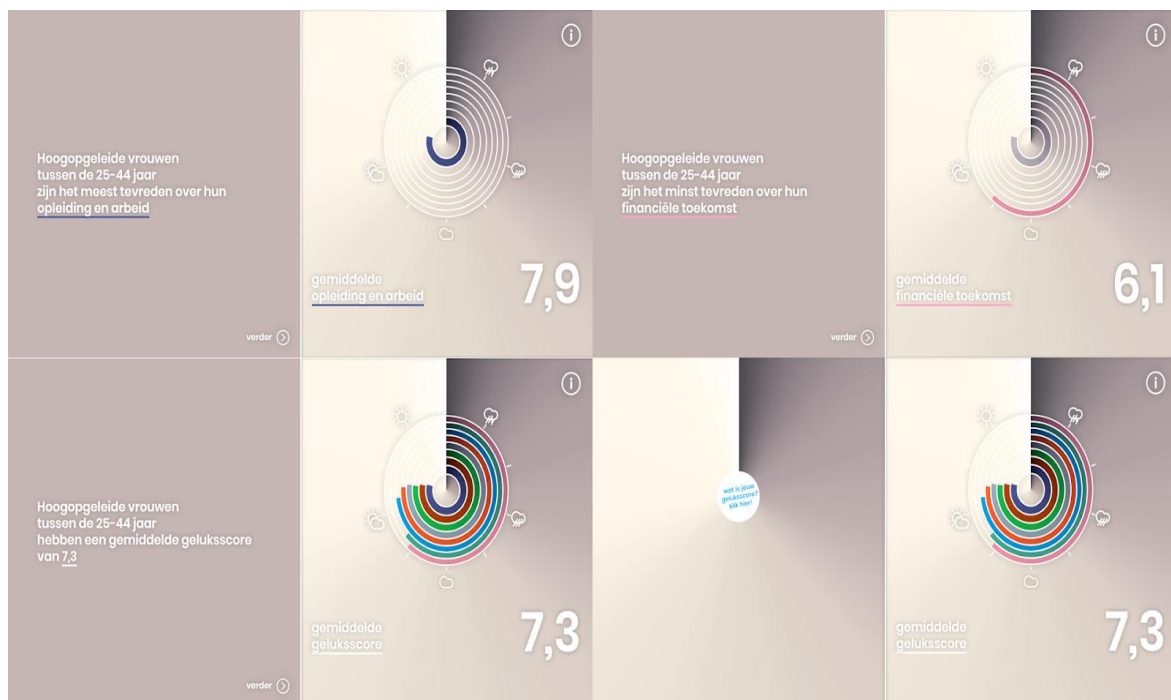 Hoogopgeleide vrouwen
tussen de 25-44 jaar
zijn het meest tevreden over hun
opleiding en arbeid
verder
i
gemiddelde
opleiding en arbeid
7,9
Hoogopgeleide vrouwen
tussen de 25-44 jaar
zijn het minst tevreden over hun
financiële toekomst
verder
i
gemiddelde
financiële toekomst
6,1
Hoogopgeleide vrouwen
tussen de 25-44 jaar
hebben een gemiddelde geluksscore
van 7,3
verder
i
gemiddelde
geluksscore
7,3
wat is jouw
geluksscore?
klik hier!
i
gemiddelde
geluksscore
7,3